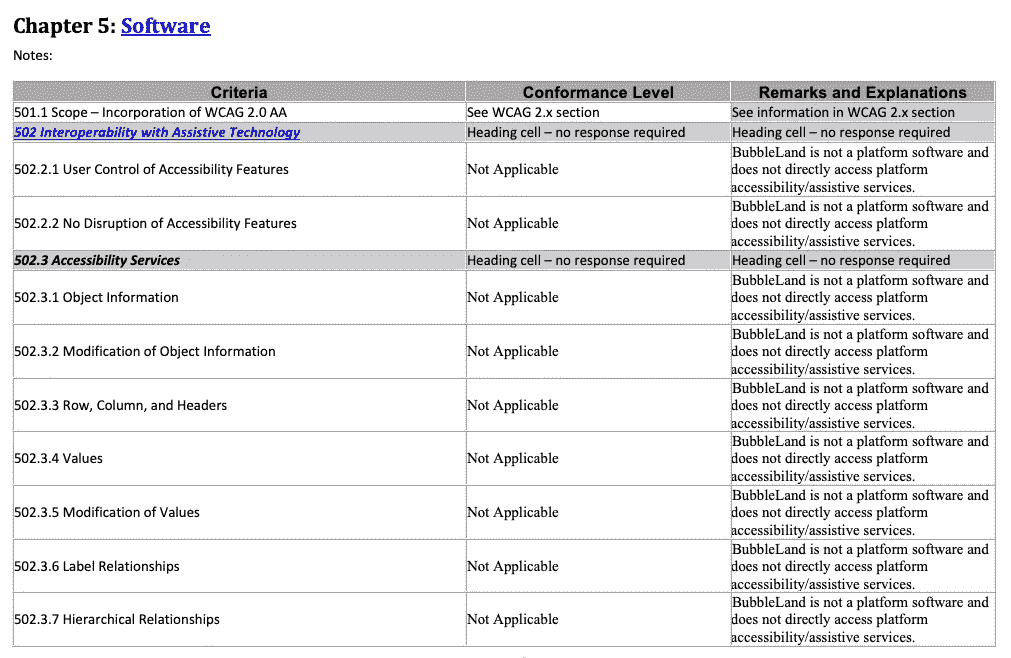 Chapter 5: Software
Notes:
Criteria Conformance Level Remarks and Explanations
501.1 Scope – Incorporation of WCAG 2.0 AA See WCAG 2.x section See information in WCAG 2.x section
502 Interoperability with Assistive Technology Heading cell – no response required Heading cell – no response required
502.2.1 User Control of Accessibility Features Not Applicable BubbleLand is not a platform software and
does not directly access platform
accessibility/assistive services.
502.2.2 No Disruption of Accessibility Features Not Applicable BubbleLand is not a platform software and
does not directly access platform
accessibility/assistive services.
502.3 Accessibility Services Heading cell – no response required Heading cell – no response required
502.3.1 Object Information Not Applicable BubbleLand is not a platform software and
does not directly access platform
accessibility/assistive services.
502.3.2 Modification of Object Information Not Applicable BubbleLand is not a platform software and
does not directly access platform
accessibility/assistive services.
502.3.3 Row, Column, and Headers Not Applicable BubbleLand is not a platform software and
does not directly access platform
accessibility/assistive services.
502.3.4 Values Not Applicable BubbleLand is not a platform software and
does not directly access platform
accessibility/assistive services.
502.3.5 Modification of Values Not Applicable BubbleLand is not a platform software and
does not directly access platform
accessibility/assistive services.
502.3.6 Label Relationships Not Applicable BubbleLand is not a platform software and
does not directly access platform
accessibility/assistive services.
502.3.7 Hierarchical Relationships Not Applicable BubbleLand is not a platform software and
does not directly access platform
accessibility/assistive services.